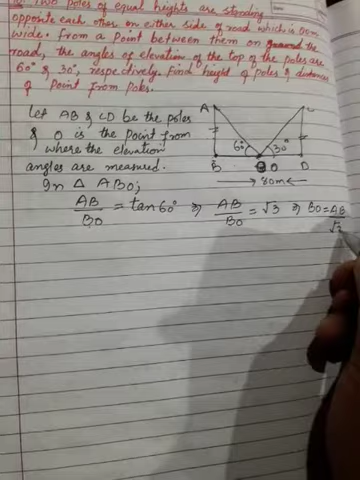 Two poles of equal heights are standing
opposite each other on either side of road which is 80m
wide. From a Point between them on the
road, the angles of elevation of the top of the poles are
60° & 30°, respectively. Find height of poles & distances
of Point from Poles.
Let AB & CD be the poles
& O is the Point from
where the elevation
angles are measured.
A
60° 30°
B O D
80m
In Δ ABO;
AB/BO = tan 60° ⇒ AB/BO = √3 ⇒ BO = AB/√3